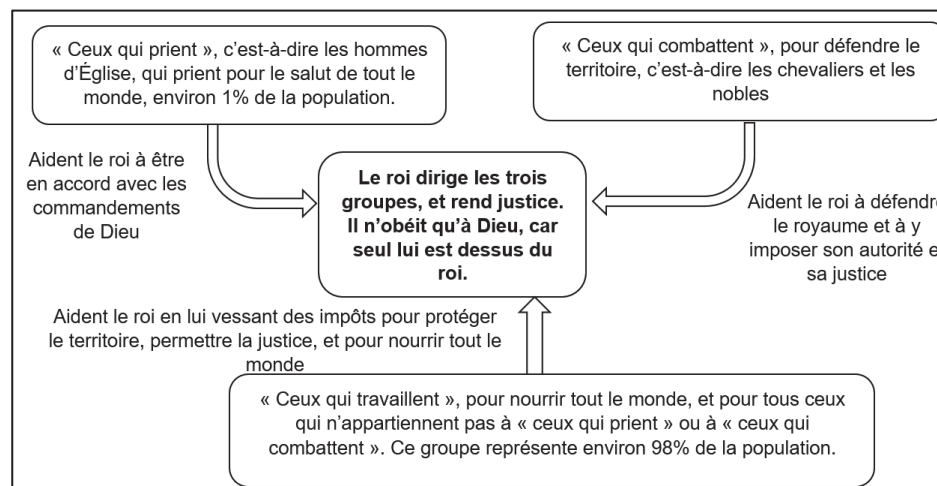 « Ceux qui prient », c’est-à-dire les hommes
d’Église, qui prient pour le salut de tout le
monde, environ 1% de la population.
« Ceux qui combattent », pour défendre le
territoire, c’est-à-dire les chevaliers et les
nobles
Aident le roi à être
en accord avec les
commandements
de Dieu
Le roi dirige les trois
groupes, et rend justice.
Il n’obéit qu’à Dieu, car
seul lui est dessus du
roi.
Aident le roi à défendre
le royaume et à y
imposer son autorité e
sa justice
Aident le roi en lui vessant des impôts pour protéger
le territoire, permettre la justice, et pour nourrir tout le
monde
« Ceux qui travaillent », pour nourrir tout le monde, et pour tous ceux
qui n’appartiennent pas à « ceux qui prient » ou à « ceux qui
combattent ». Ce groupe représente environ 98% de la population.